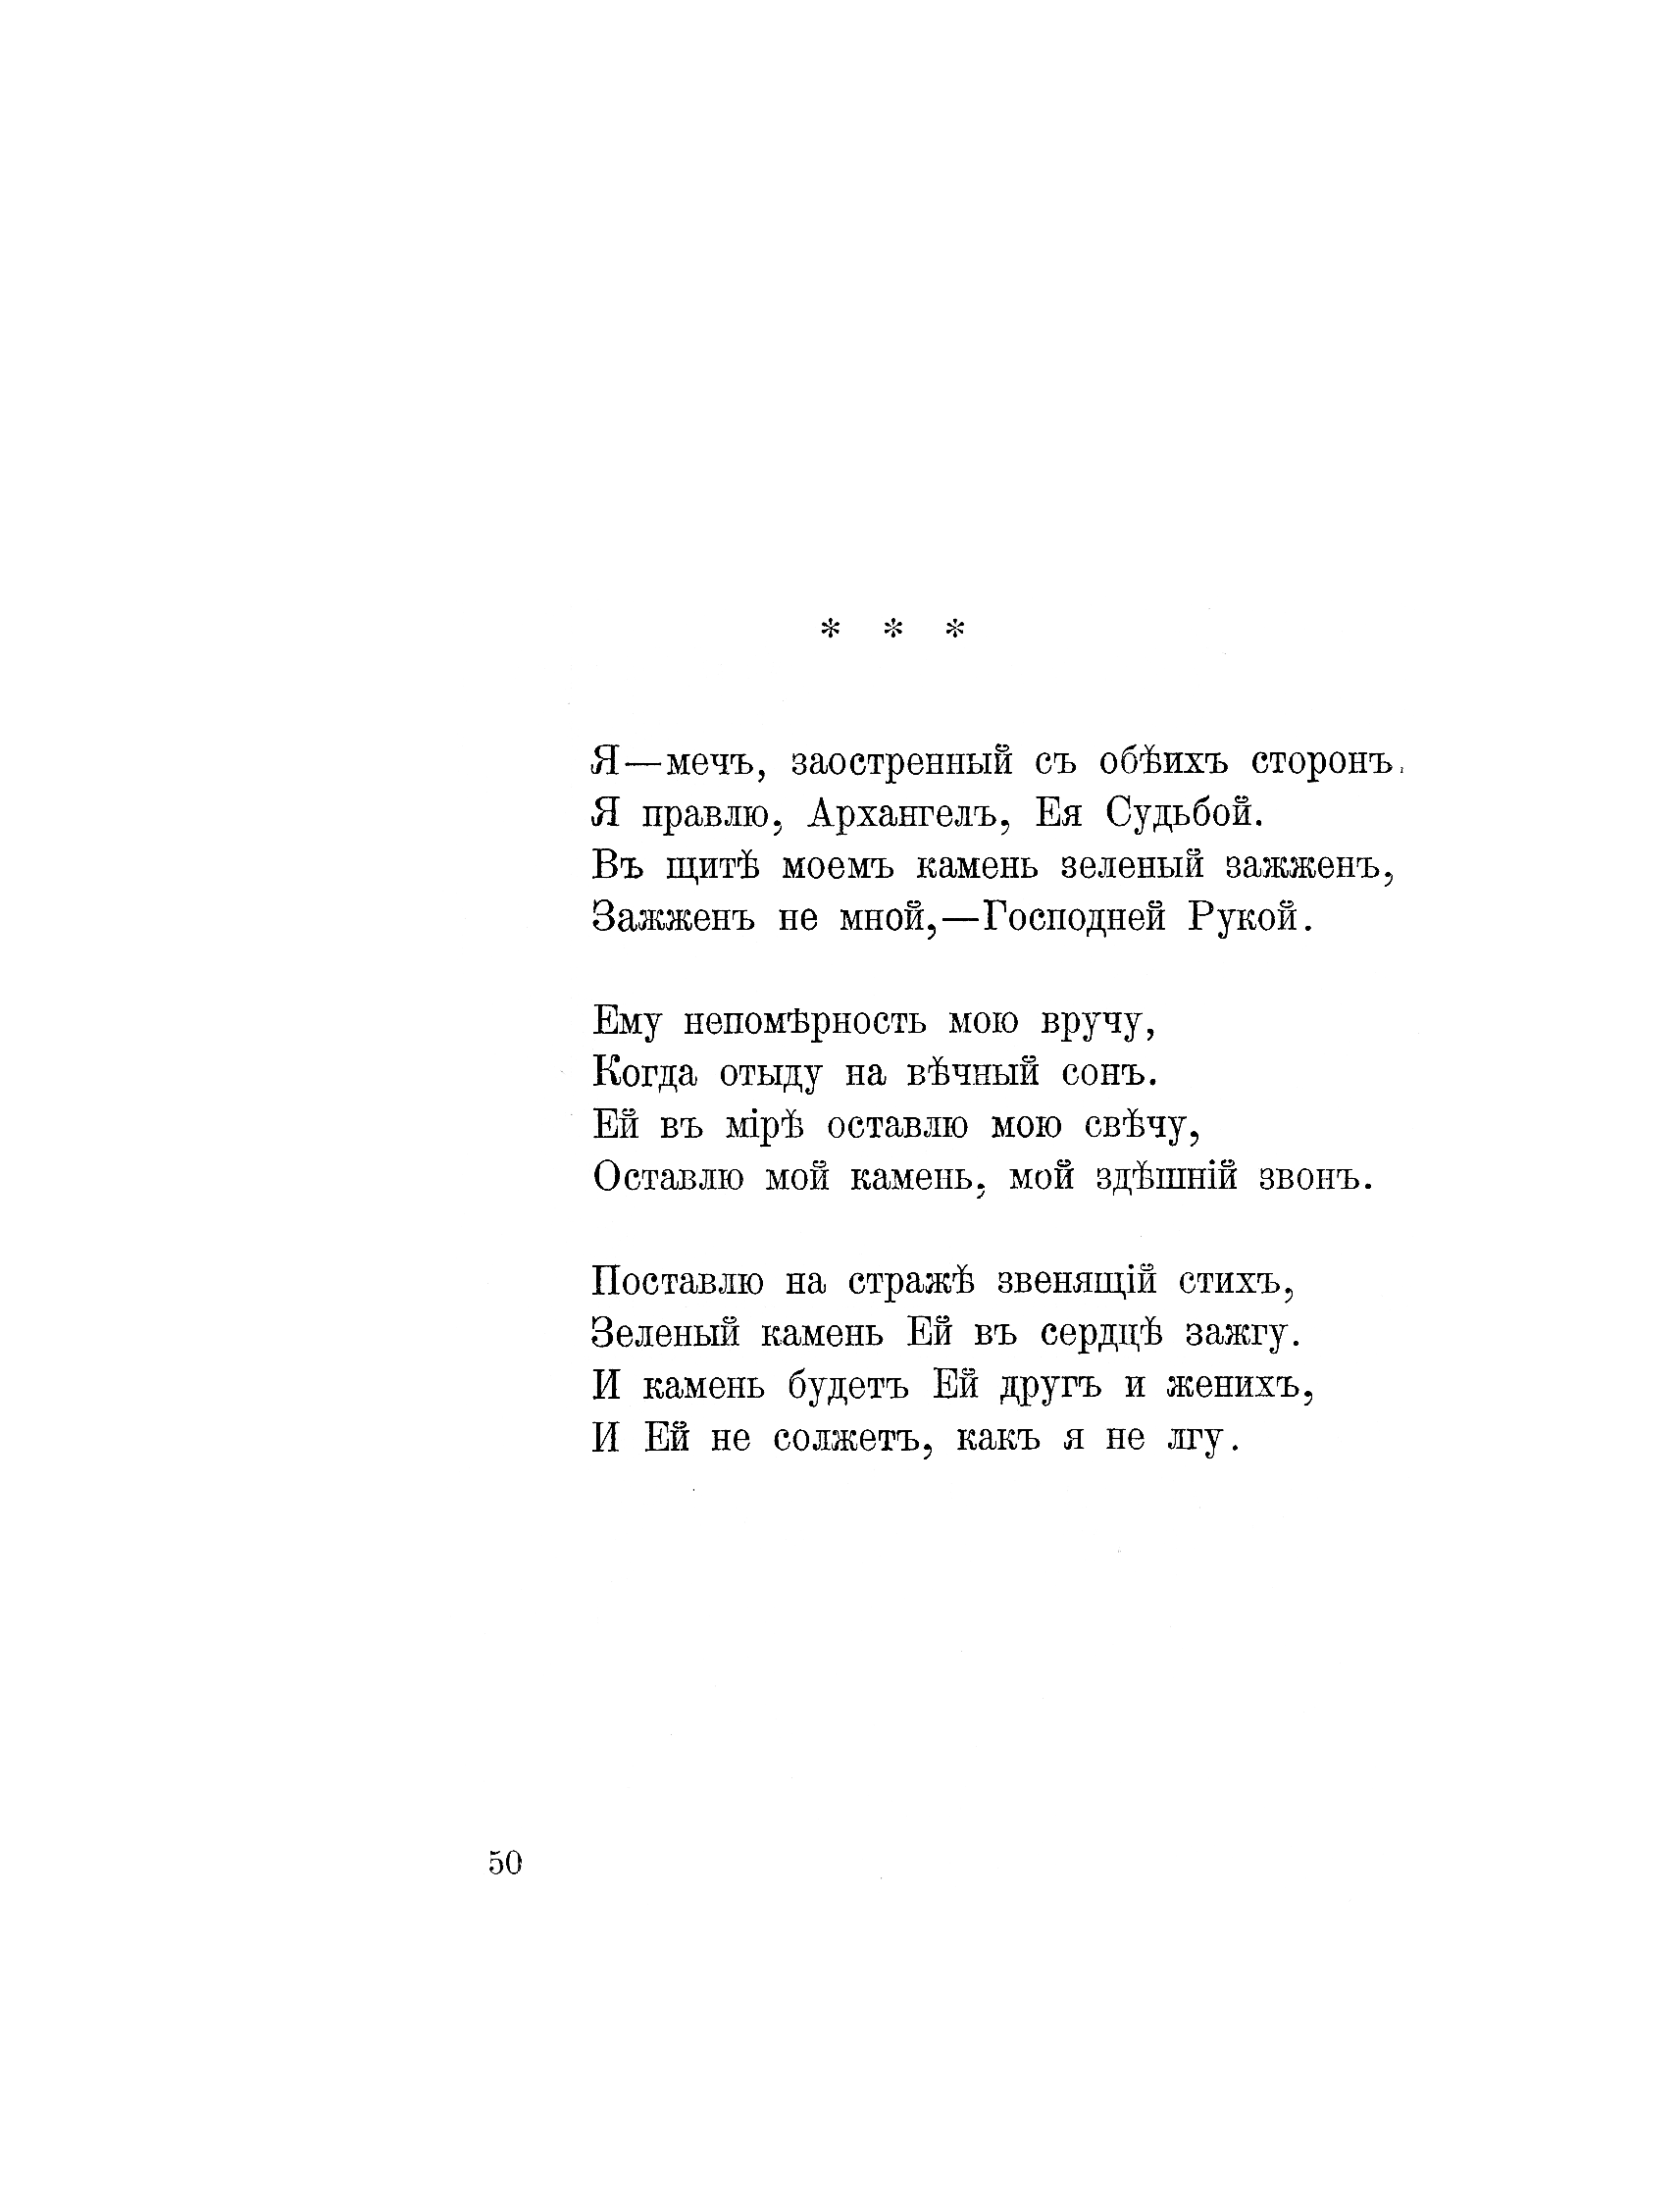 * * *
Я—мечъ, заостренный съ обѣихъ сторонъ,
Я правлю, Архангелъ, Ея Судьбой.
Въ щитѣ моемъ камень зеленый зажженъ,
Зажженъ не мной,—Господней Рукой.
Ему непомѣрность мою вручу,
Когда отыду на вѣчный сонъ.
Ей въ мірѣ оставлю мою свѣчу,
Оставлю мой камень, мой здѣшній звонъ.
Поставлю на стражѣ звенящій стихъ,
Зеленый камень Ей въ сердцѣ зажгу.
И камень будетъ Ей другъ и женихъ,
И Ей не солжетъ, какъ я не лгу.
50